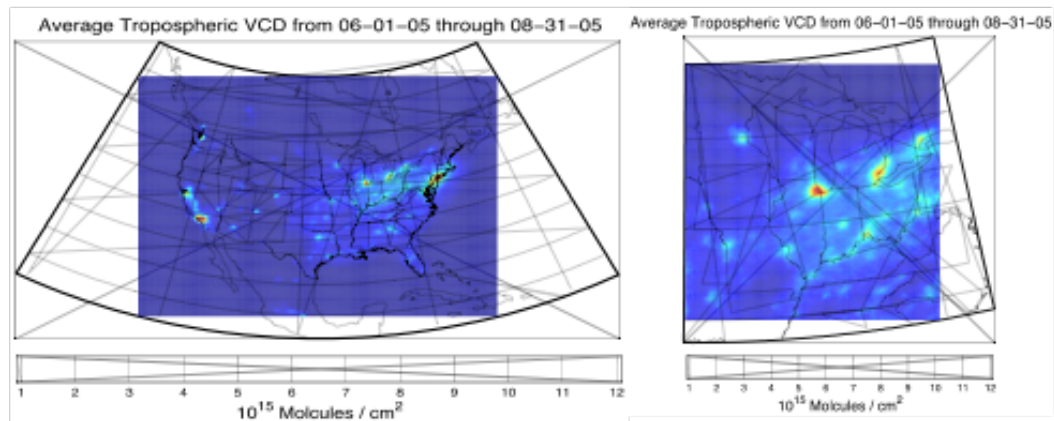 Average Tropospheric VCD from 06-01-05 through 08-31-05
1 2 3 4 5 6 7 8 9 10 11 12
10^15 Molcules / cm^2
Average Tropospheric VCD from 06-01-05 through 08-31-05
1 2 3 4 5 6 7 8 9 10 11 12
10^15 Molcules / cm^2